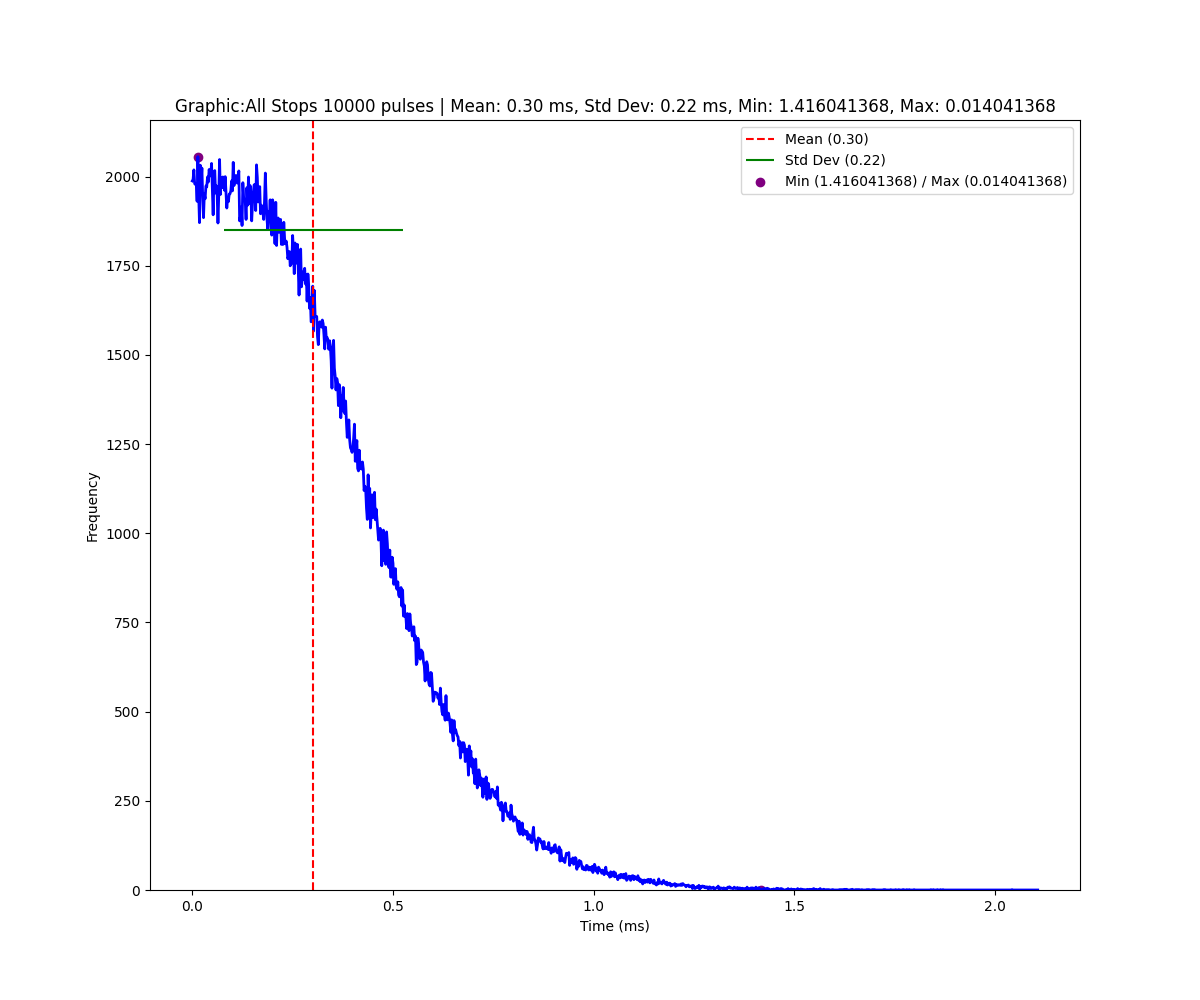 Graphic:All Stops 10000 pulses | Mean: 0.30 ms, Std Dev: 0.22 ms, Min: 1.416041368, Max: 0.014041368
Mean (0.30)
Std Dev (0.22)
Min (1.416041368) / Max (0.014041368)
2000
1750
1500
1250
1000
750
500
250
0
Frequency
0.0
0.5
1.0
1.5
2.0
Time (ms)